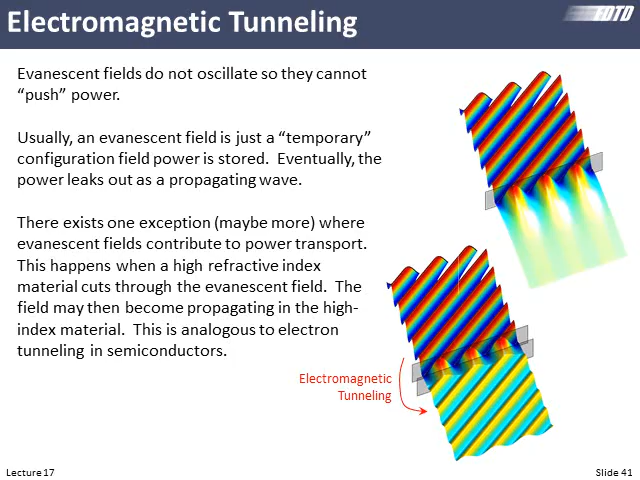 Electromagnetic Tunneling
FDTD
Evanescent fields do not oscillate so they cannot
“push” power.
Usually, an evanescent field is just a “temporary”
configuration field power is stored.  Eventually, the
power leaks out as a propagating wave.
There exists one exception (maybe more) where
evanescent fields contribute to power transport.
This happens when a high refractive index
material cuts through the evanescent field.  The
field may then become propagating in the high-
index material.  This is analogous to electron
tunneling in semiconductors.
Electromagnetic
Tunneling
Lecture 17
Slide 41